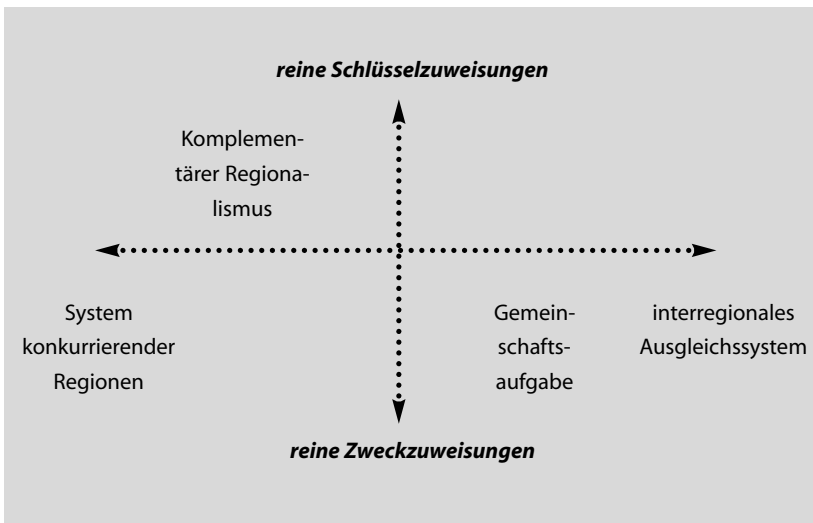 reine Schlüsselzuweisungen
Komplemen-
tärer Regiona-
lismus
System
konkurrierender
Regionen
Gemein-
schafts-
aufgabe
interregionales
Ausgleichssystem
reine Zweckzuweisungen